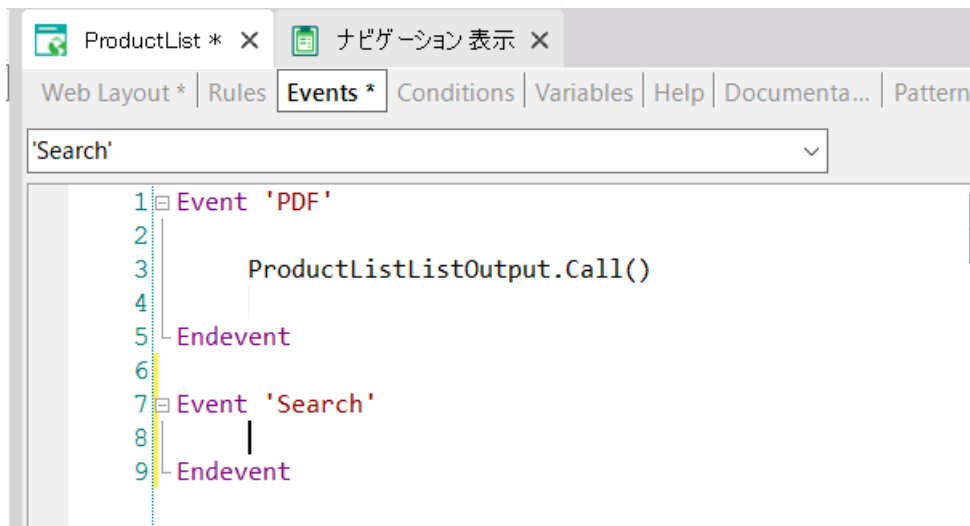 ProductList * ナビゲーション 表示
Web Layout * Rules Events * Conditions Variables Help Documenta... Pattern
'Search'
1 Event 'PDF'
2
3 ProductListListOutput.Call()
4
5 Endevent
6
7 Event 'Search'
8
9 Endevent